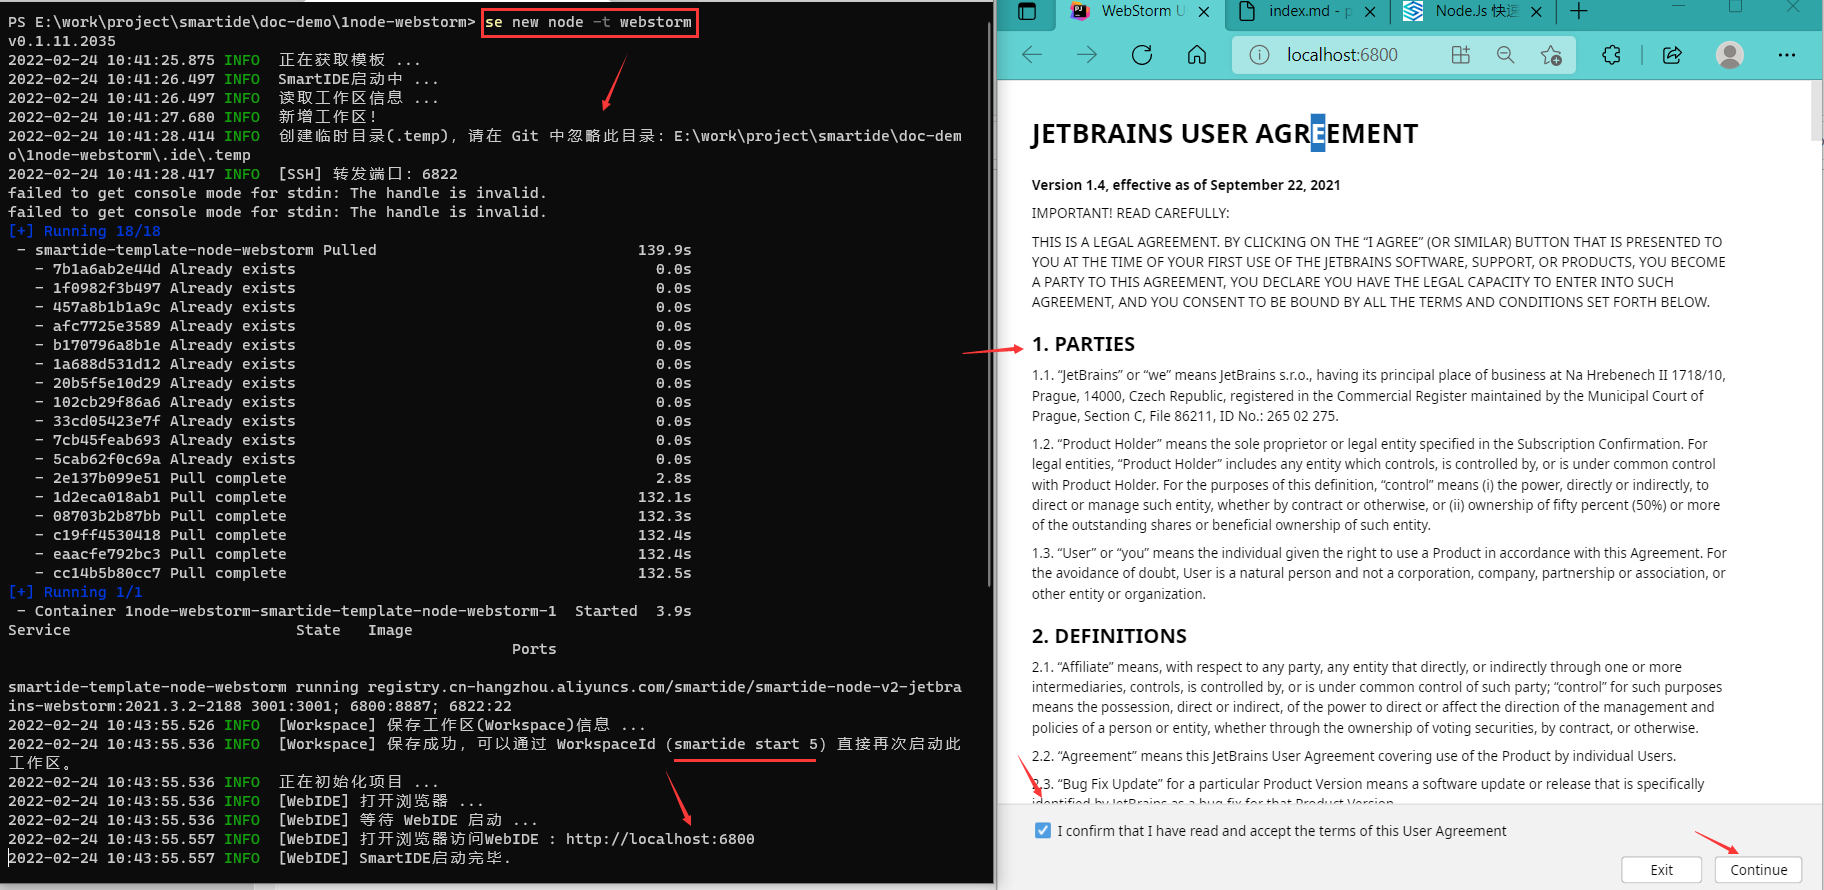 PS E:\work\project\smartide\doc-demo\1node-webstorm> se new node -t webstorm
v0.1.11.2035
2022-02-24 10:41:25.875 INFO 正在获取模板 ...
2022-02-24 10:41:26.497 INFO SmartIDE启动中 ...
2022-02-24 10:41:26.497 INFO 读取工作区信息 ...
2022-02-24 10:41:27.680 INFO 新增工作区!
2022-02-24 10:41:28.414 INFO 创建临时目录(.temp), 请在 Git 中忽略此目录: E:\work\project\smartide\doc-dem
o\1node-webstorm\.ide\.temp
2022-02-24 10:41:28.417 INFO [SSH] 转发端口: 6822
failed to get console mode for stdin: The handle is invalid.
failed to get console mode for stdin: The handle is invalid.
[+] Running 18/18
- smartide-template-node-webstorm Pulled 139.9s
- 7b1a6ab2e44d Already exists 0.0s
- 1f0982f3b497 Already exists 0.0s
- 457a8b1b1a9c Already exists 0.0s
- afc7725e3589 Already exists 0.0s
- b170796a8b1e Already exists 0.0s
- 1a688d531d12 Already exists 0.0s
- 20b5f5e10d29 Already exists 0.0s
- 102cb29f86a6 Already exists 0.0s
- 33cd05423e7f Already exists 0.0s
- 7cb45feab693 Already exists 0.0s
- 5cab62f0c69a Already exists 0.0s
- 2e137b099e51 Pull complete 2.8s
- 1d2eca018ab1 Pull complete 132.1s
- 08703b2b87bb Pull complete 132.3s
- c19ff4530418 Pull complete 132.4s
- eaacfe792bc3 Pull complete 132.4s
- cc14b5b80cc7 Pull complete 132.5s
[+] Running 1/1
- Container 1node-webstorm-smartide-template-node-webstorm-1 Started 3.9s
Service State Image
Ports
smartide-template-node-webstorm running registry.cn-hangzhou.aliyuncs.com/smartide/smartide-node-v2-jetbra
ins-webstorm:2021.3.2-2188 3001:3001; 6800:8887; 6822:22
2022-02-24 10:43:55.526 INFO [Workspace] 保存工作区(Workspace)信息 ...
2022-02-24 10:43:55.536 INFO [Workspace] 保存成功, 可以通过 WorkspaceId (smartide start 5) 直接再次启动此
工作区。
2022-02-24 10:43:55.536 INFO 正在初始化项目 ...
2022-02-24 10:43:55.536 INFO [WebIDE] 打开浏览器 ...
2022-02-24 10:43:55.536 INFO [WebIDE] 等待 WebIDE 启动 ...
2022-02-24 10:43:55.557 INFO [WebIDE] 打开浏览器访问WebIDE : http://localhost:6800
2022-02-24 10:43:55.557 INFO [WebIDE] SmartIDE启动完毕.
WebStorm U
index.md - p
Node.Js 快速
localhost:6800
JETBRAINS USER AGREEMENT
Version 1.4, effective as of September 22, 2021
IMPORTANT! READ CAREFULLY:
THIS IS A LEGAL AGREEMENT. BY CLICKING ON THE “I AGREE” (OR SIMILAR) BUTTON THAT IS PRESENTED TO
YOU AT THE TIME OF YOUR FIRST USE OF THE JETBRAINS SOFTWARE, SUPPORT, OR PRODUCTS, YOU BECOME
A PARTY TO THIS AGREEMENT, YOU DECLARE YOU HAVE THE LEGAL CAPACITY TO ENTER INTO SUCH
AGREEMENT, AND YOU CONSENT TO BE BOUND BY ALL THE TERMS AND CONDITIONS SET FORTH BELOW.
1. PARTIES
1.1. “JetBrains” or “we” means JetBrains s.r.o., having its principal place of business at Na Hrebenech II 1718/10,
Prague, 14000, Czech Republic, registered in the Commercial Register maintained by the Municipal Court of
Prague, Section C, File 86211, ID No.: 265 02 275.
1.2. “Product Holder” means the sole proprietor or legal entity specified in the Subscription Confirmation. For
legal entities, “Product Holder” includes any entity which controls, is controlled by, or is under common control
with Product Holder. For the purposes of this definition, “control” means (i) the power, directly or indirectly, to
direct or manage such entity, whether by contract or otherwise, or (ii) ownership of fifty percent (50%) or more
of the outstanding shares or beneficial ownership of such entity.
1.3. “User” or “you” means the individual given the right to use a Product in accordance with this Agreement. For
the avoidance of doubt, User is a natural person and not a corporation, company, partnership or association, or
other entity or organization.
2. DEFINITIONS
2.1. “Affiliate” means, with respect to any party, any entity that directly, or indirectly through one or more
intermediaries, controls, is controlled by, or is under common control of such party; “control” for such purposes
means the possession, direct or indirect, of the power to direct or affect the direction of the management and
policies of a person or entity, whether through the ownership of voting securities, by contract, or otherwise.
2.2. “Agreement” means this JetBrains User Agreement covering use of the Product by individual Users.
2.3. “Bug Fix Update” for a particular Product Version means a software update or release that is specifically
identified by JetBrains as a bug fix for that Product Version.
I confirm that I have read and accept the terms of this User Agreement
Exit
Continue